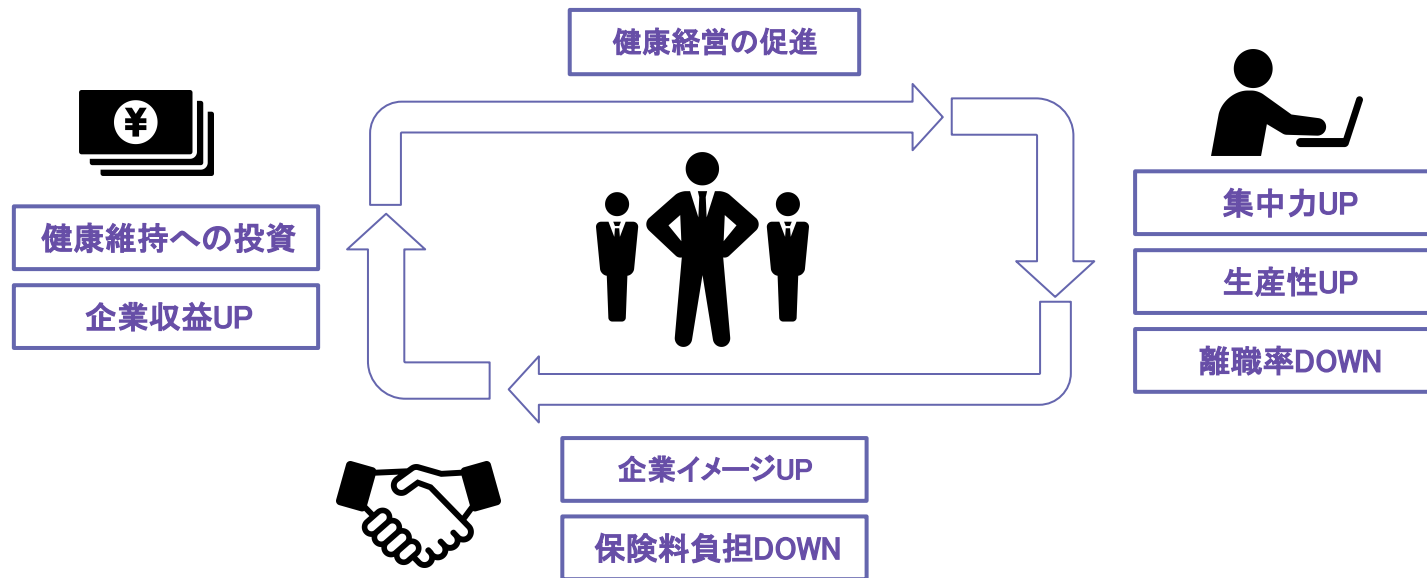 健康経営の促進
¥
健康維持への投資
企業収益UP
集中力UP
生産性UP
離職率DOWN
企業イメージUP
保険料負担DOWN